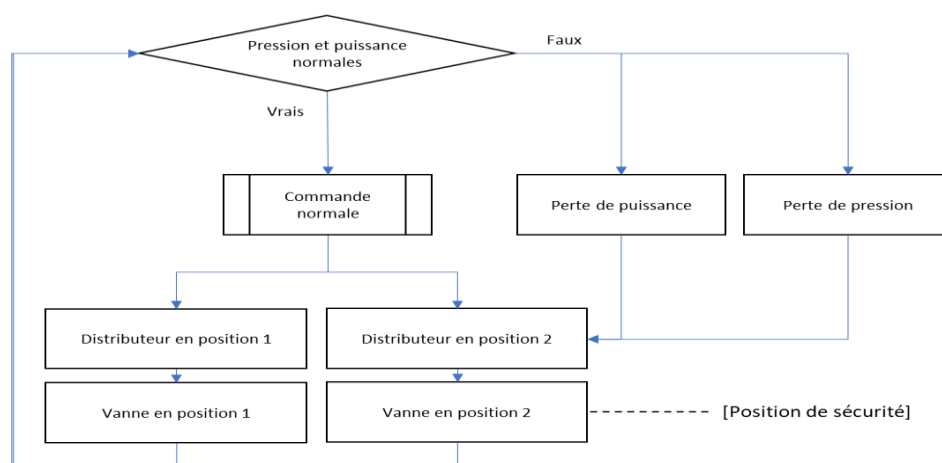 Pression et puissance
normales
Faux
Vrais
Commande
normale
Perte de puissance
Perte de pression
Distributeur en position 1
Distributeur en position 2
Vanne en position 1
Vanne en position 2
[Position de sécurité]